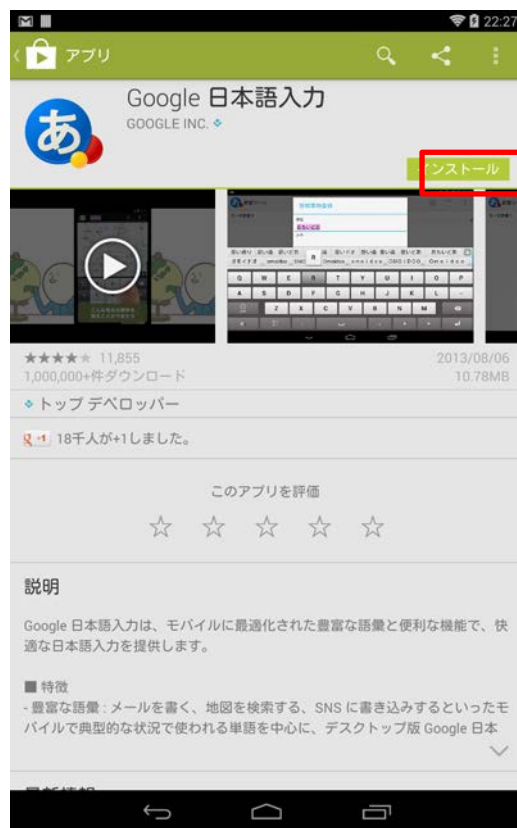 22:27
アプリ
Google 日本語入力
GOOGLE INC.
インストール
Q W E R T Y U I O P
A S D F G H J K L
Z X C V B N M
11,855
2013/08/06
1,000,000+件ダウンロード
10.78MB
トップ デベロッパー
+1 18千人が+1しました。
このアプリを評価
説明
Google 日本語入力は、モバイルに最適化された豊富な語彙と便利な機能で、快
適な日本語入力を提供します。
■ 特徴
- 豊富な語彙 : メールを書く、地図を検索する、SNS に書き込みするといったモ
バイルで典型的な状況で使われる単語を中心に、デスクトップ版 Google 日本